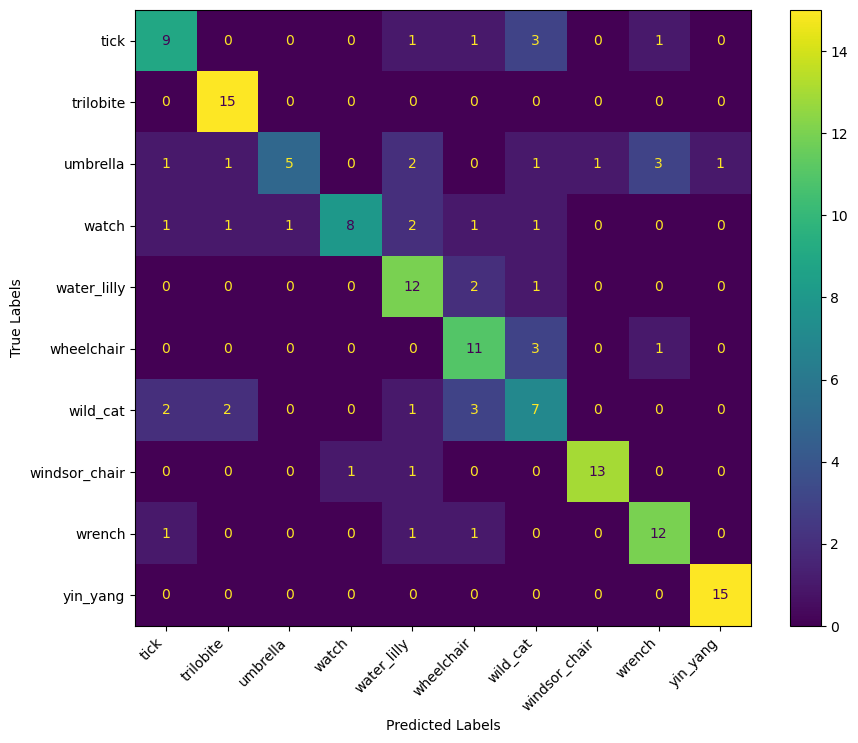 tick 9 0 0 0 1 1 3 0 1 0
trilobite 0 15 0 0 0 0 0 0 0 0
umbrella 1 1 5 0 2 0 1 1 3 1
watch 1 1 1 8 2 1 1 0 0 0
water_lilly 0 0 0 0 12 2 1 0 0 0
wheelchair 0 0 0 0 0 11 3 0 1 0
wild_cat 2 2 0 0 1 3 7 0 0 0
windsor_chair 0 0 0 1 1 0 0 13 0 0
wrench 1 0 0 0 1 1 0 0 12 0
yin_yang 0 0 0 0 0 0 0 0 0 15
tick trilobite umbrella watch water_lilly wheelchair wild_cat windsor_chair wrench yin_yang
Predicted Labels
True Labels
14
12
10
8
6
4
2
0